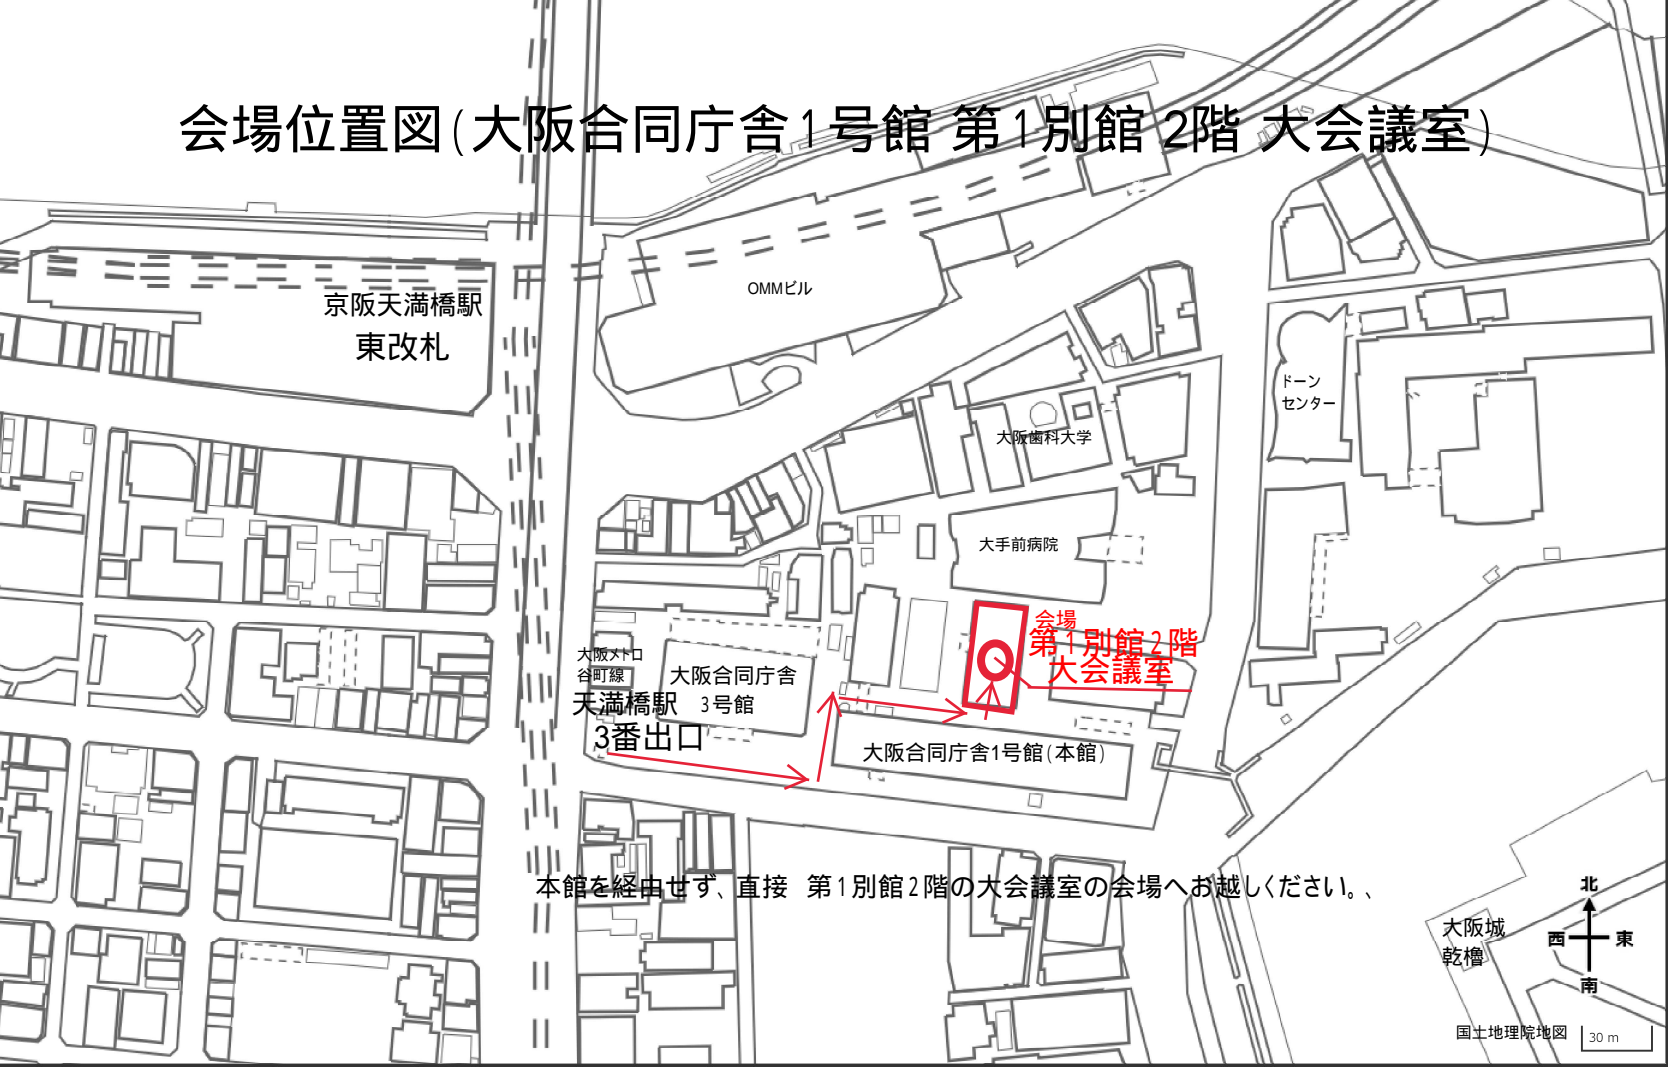 会場位置図(大阪合同庁舎1号館 第1別館 2階 大会議室)
OMMビル
京阪天満橋駅
東改札
ドーン
センター
大阪歯科大学
大手前病院
会場
第1別館2階
大会議室
大阪メトロ
谷町線
天満橋駅
3番出口
大阪合同庁舎
3号館
大阪合同庁舎1号館(本館)
本館を経由せず、直接 第1別館2階の大会議室の会場へお越しください。、
北
西
東
南
大阪城
乾櫓
国土地理院地図
30 m